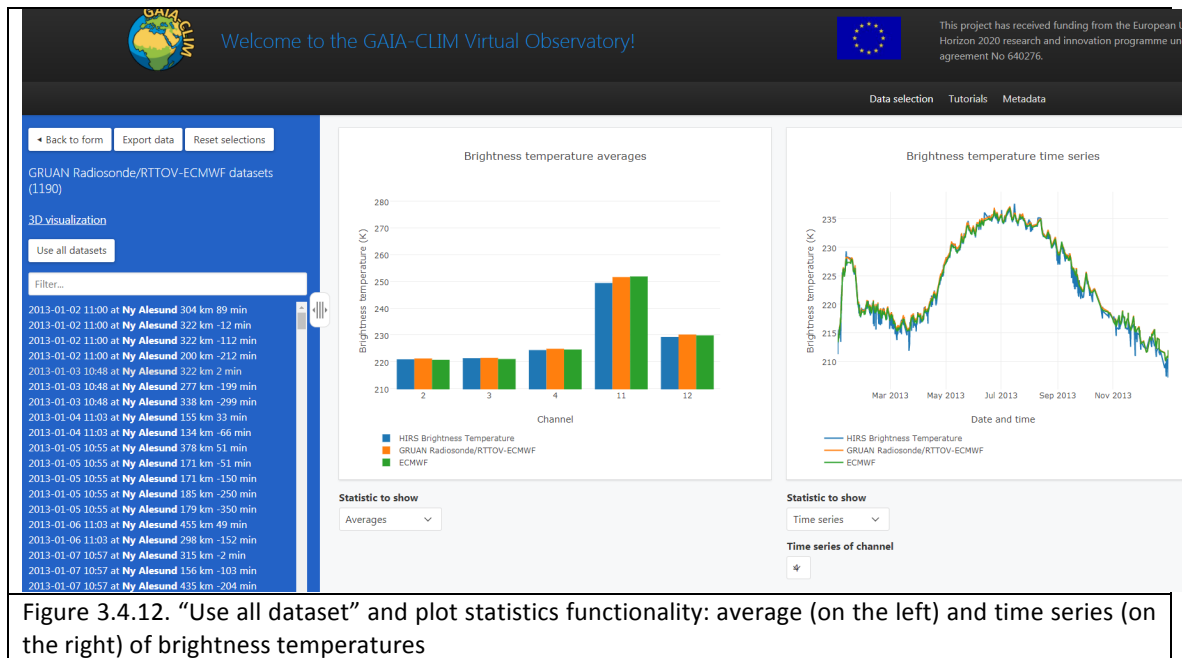 GAIA-CLIM
Welcome to the GAIA-CLIM Virtual Observatory!
This project has received funding from the European
Horizon 2020 research and innovation programme
agreement No 640276.
Data selection Tutorials Metadata
Back to form Export data Reset selections
GRUAN Radiosonde/RTTOV-ECMWF datasets
(1190)
3D visualization
Use all datasets
Filter...
2013-01-02 11:00 at Ny Alesund 304 km 89 min
2013-01-02 11:00 at Ny Alesund 322 km -12 min
2013-01-02 11:00 at Ny Alesund 322 km -112 min
2013-01-02 11:00 at Ny Alesund 200 km -212 min
2013-01-03 10:48 at Ny Alesund 322 km 2 min
2013-01-03 10:48 at Ny Alesund 277 km -199 min
2013-01-03 10:48 at Ny Alesund 338 km -299 min
2013-01-04 11:03 at Ny Alesund 155 km 33 min
2013-01-04 11:03 at Ny Alesund 134 km -66 min
2013-01-05 10:55 at Ny Alesund 378 km 51 min
2013-01-05 10:55 at Ny Alesund 171 km -51 min
2013-01-05 10:55 at Ny Alesund 171 km -150 min
2013-01-05 10:55 at Ny Alesund 185 km -250 min
2013-01-05 10:55 at Ny Alesund 179 km -350 min
2013-01-06 11:03 at Ny Alesund 455 km 49 min
2013-01-06 11:03 at Ny Alesund 298 km -152 min
2013-01-07 10:57 at Ny Alesund 315 km -2 min
2013-01-07 10:57 at Ny Alesund 156 km -103 min
2013-01-07 10:57 at Ny Alesund 435 km -204 min
Brightness temperature averages
Brightness temperature (K)
280
270
260
250
240
230
220
210
2 3 4 11 12
Channel
HIRS Brightness Temperature
GRUAN Radiosonde/RTTOV-ECMWF
ECMWF
Statistic to show
Averages
Brightness temperature time series
Brightness temperature (K)
235
230
225
220
215
210
Mar 2013 May 2013 Jul 2013 Sep 2013 Nov 2013
Date and time
HIRS Brightness Temperature
GRUAN Radiosonde/RTTOV-ECMWF
ECMWF
Statistic to show
Time series
Time series of channel
Figure 3.4.12. “Use all dataset” and plot statistics functionality: average (on the left) and time series (on
the right) of brightness temperatures